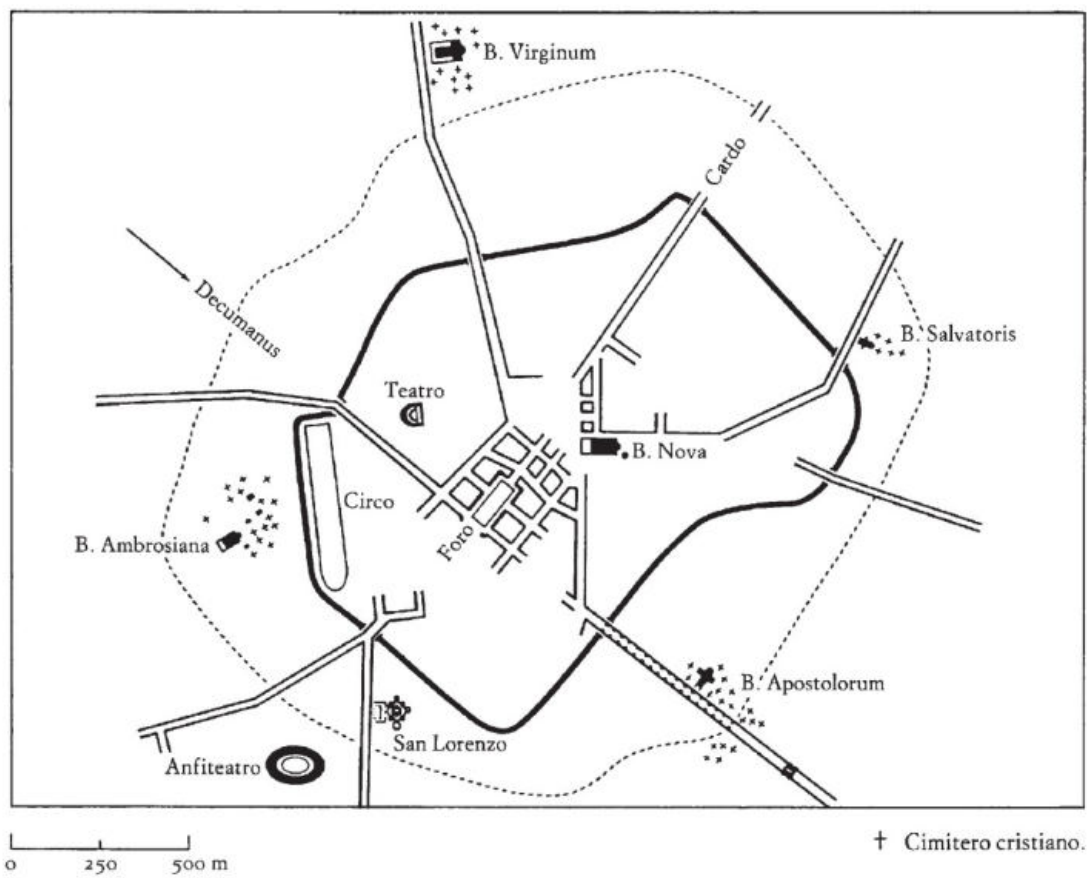 B. Virginum
Cardo
Decumanus
B. Salvatoris
Teatro
B. Nova
Circo
Foro
B. Ambrosiana
B. Apostolorum
San Lorenzo
Anfiteatro
0 250 500 m
† Cimitero cristiano.